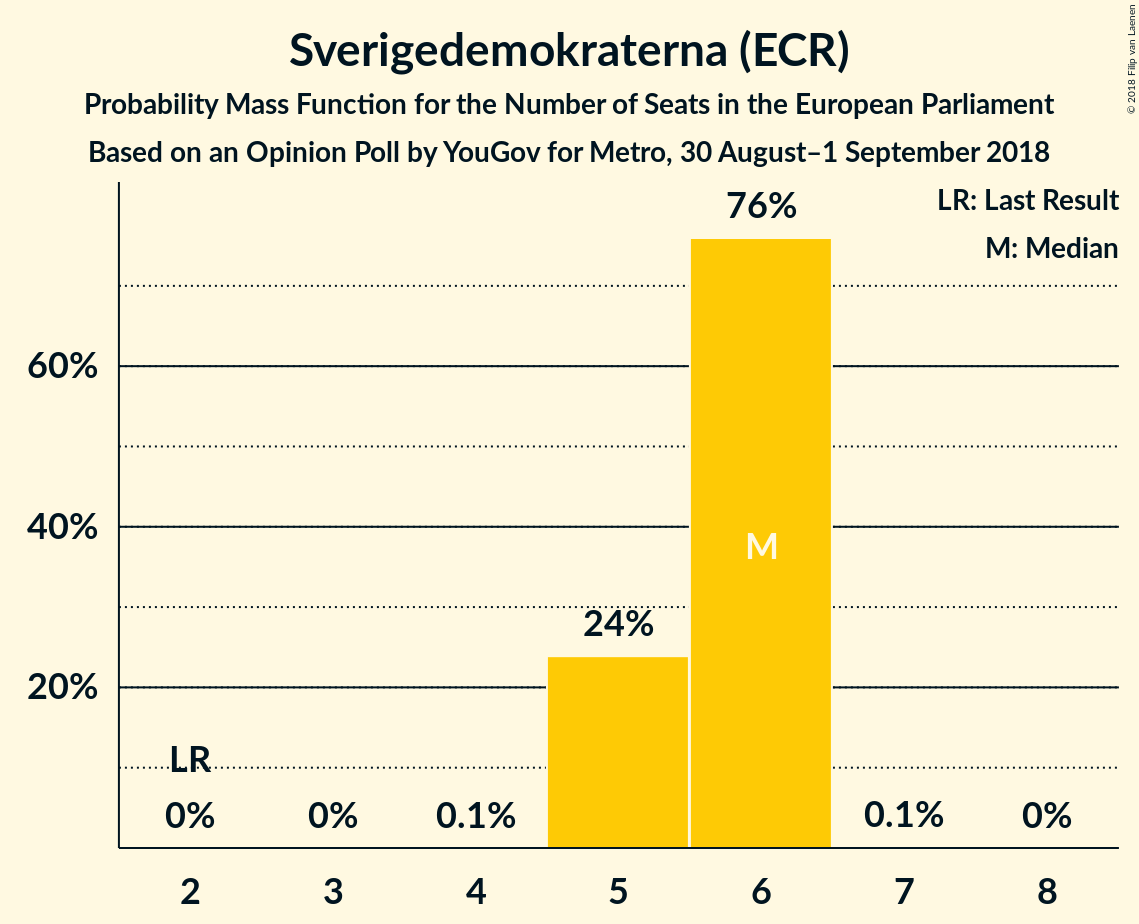 Sverigedemokraterna (ECR)
Probability Mass Function for the Number of Seats in the European Parliament
Based on an Opinion Poll by YouGov for Metro, 30 August–1 September 2018
© 2018 Filip van Laenen
LR: Last Result
M: Median
76%
60%
40%
M
24%
20%
LR
0%
0%
0.1%
0.1%
0%
2
3
4
5
6
7
8